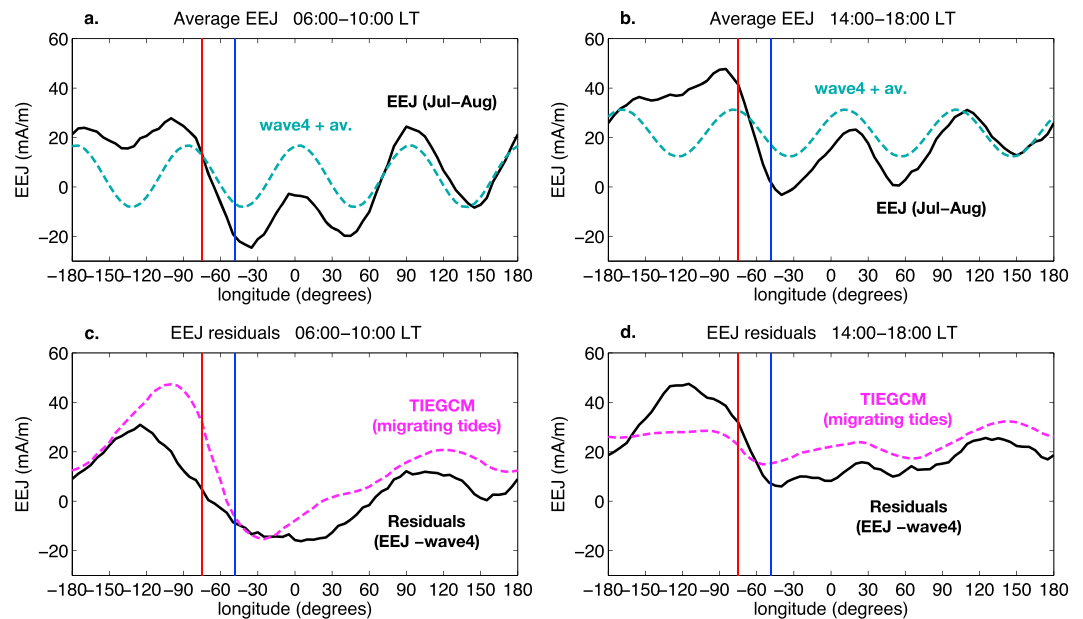 a. Average EEJ 06:00−10:00 LT
60
40
20
0
−20
EEJ (mA/m)
wave4 + av.
EEJ (Jul−Aug)
−180−150−120 −90 −60 −30 0 30 60 90 120 150 180
longitude (degrees)
b. Average EEJ 14:00−18:00 LT
60
40
20
0
−20
EEJ (mA/m)
wave4 + av.
EEJ (Jul−Aug)
−180−150−120 −90 −60 −30 0 30 60 90 120 150 180
longitude (degrees)
c. EEJ residuals 06:00−10:00 LT
60
40
20
0
−20
EEJ (mA/m)
TIEGCM
(migrating tides)
Residuals
(EEJ −wave4)
−180−150−120 −90 −60 −30 0 30 60 90 120 150 180
longitude (degrees)
d. EEJ residuals 14:00−18:00 LT
60
40
20
0
−20
EEJ (mA/m)
TIEGCM
(migrating tides)
Residuals
(EEJ −wave4)
−180−150−120 −90 −60 −30 0 30 60 90 120 150 180
longitude (degrees)